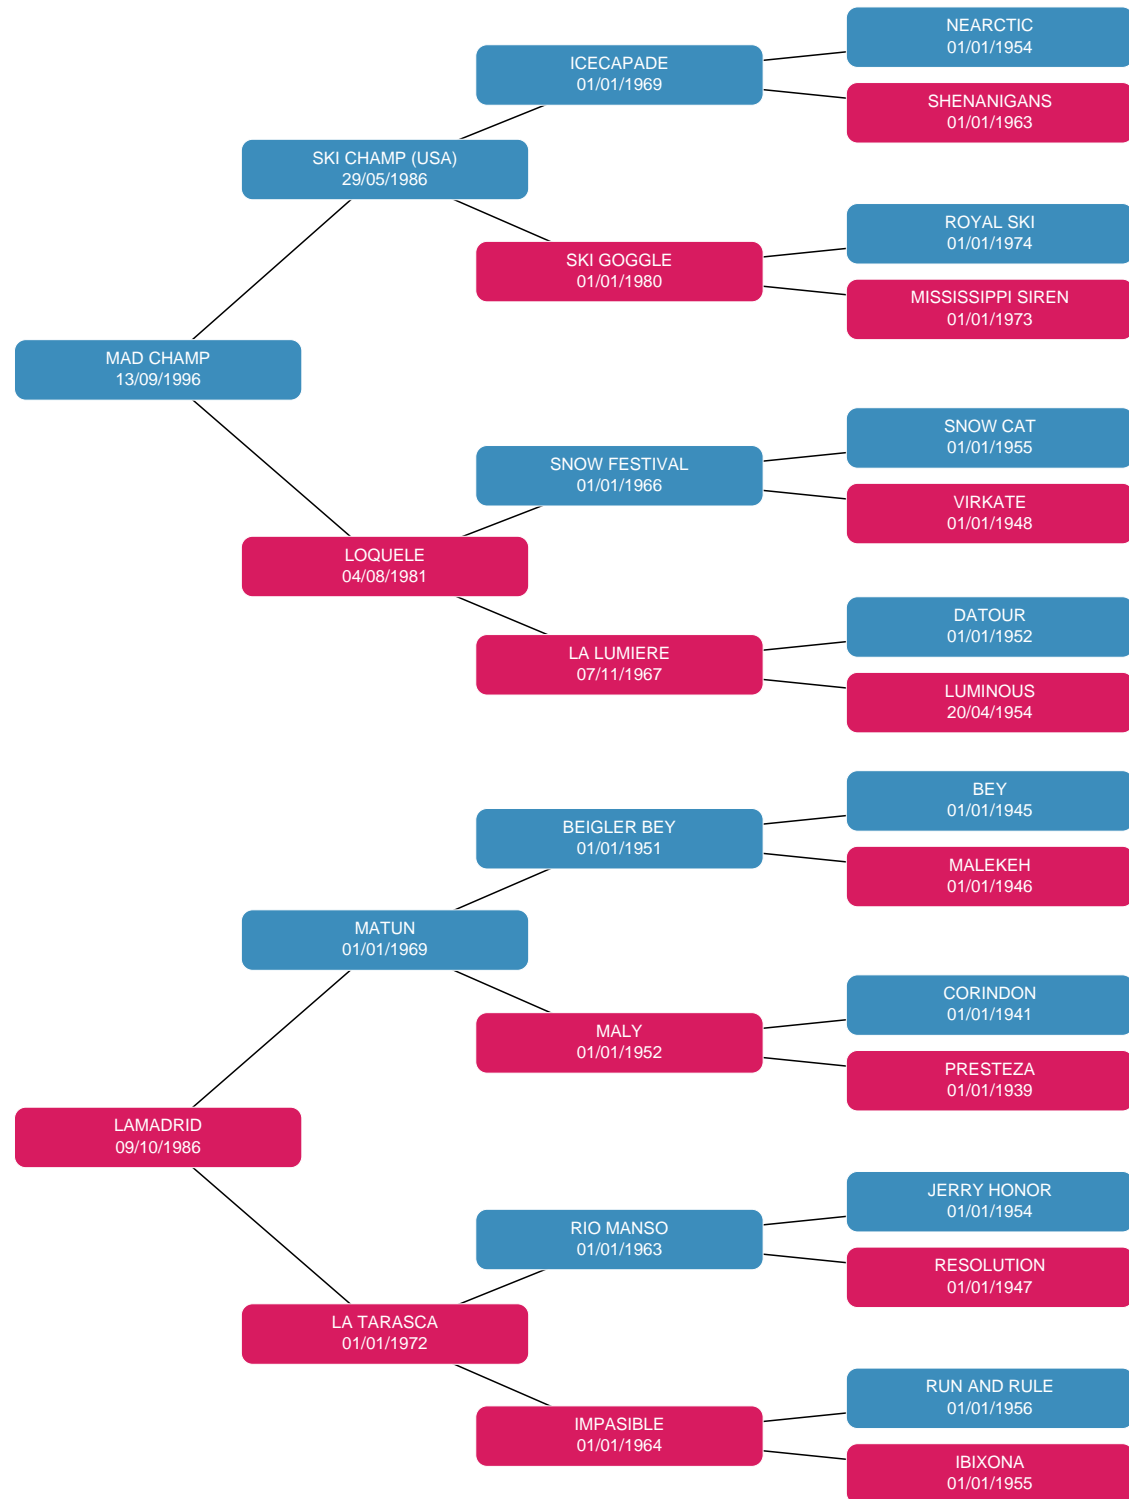 NEARCTIC
01/01/1954
ICECAPADE
01/01/1969
SHENANIGANS
01/01/1963
SKI CHAMP (USA)
29/05/1986
ROYAL SKI
01/01/1974
SKI GOGGLE
01/01/1980
MISSISSIPPI SIREN
01/01/1973
MAD CHAMP
13/09/1996
SNOW CAT
01/01/1955
SNOW FESTIVAL
01/01/1966
VIRKATE
01/01/1948
LOQUELE
04/08/1981
DATOUR
01/01/1952
LA LUMIERE
07/11/1967
LUMINOUS
20/04/1954
BEY
01/01/1945
BEIGLER BEY
01/01/1951
MALEKEH
01/01/1946
MATUN
01/01/1969
CORINDON
01/01/1941
MALY
01/01/1952
PRESTEZA
01/01/1939
LAMADRID
09/10/1986
JERRY HONOR
01/01/1954
RIO MANSO
01/01/1963
RESOLUTION
01/01/1947
LA TARASCA
01/01/1972
RUN AND RULE
01/01/1956
IMPASIBLE
01/01/1964
IBIXONA
01/01/1955